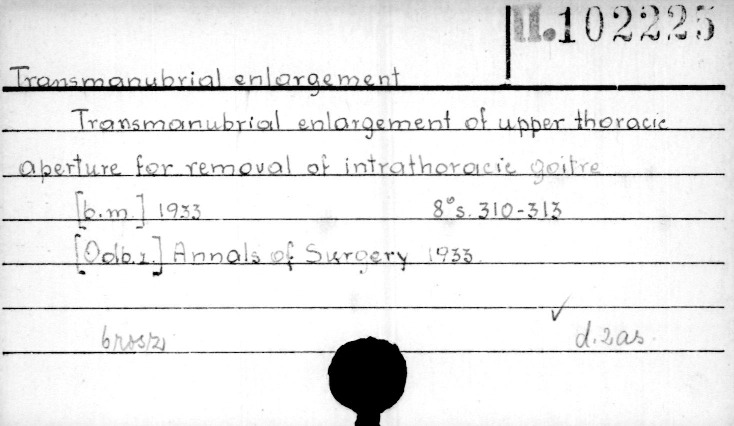 II.102225
Transmanubrial enlargement
Transmanubrial enlargement of upper thoracic
aperture for removal of intrathoracic goitre
[b.m.] 1933 8°s. 310-313
[Odb.z.] Annals of Surgery 1933
brosz d.2as.